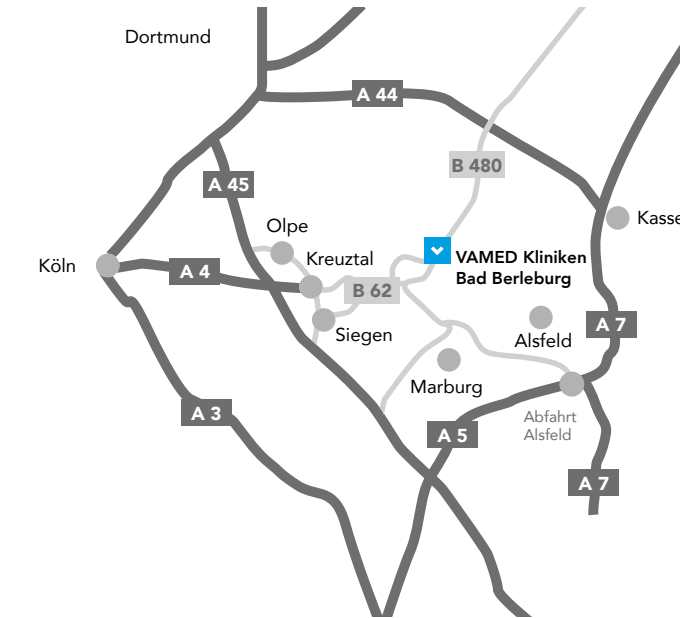 Dortmund
A 44
B 480
A 45
Kasse
Olpe
Kreuztal
VAMED Kliniken
Bad Berleburg
Köln
A 4
B 62
Siegen
Alsfeld
A 7
Marburg
A 3
A 5
Abfahrt
Alsfeld
A 7